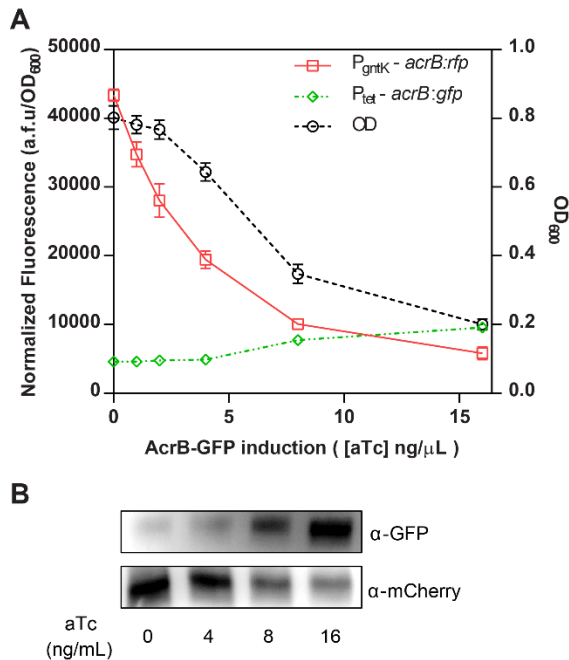 A
50000
40000
30000
20000
10000
0
Normalized Fluorescence (a.f.u/OD₆₀₀)
1.0
0.8
0.6
0.4
0.2
0.0
OD₆₀₀
P_gntK - acrB:rfp
P_tet - acrB:gfp
OD
0 5 10 15
AcrB-GFP induction ( [aTc] ng/μL )
B
α-GFP
α-mCherry
aTc 0 4 8 16
(ng/mL)